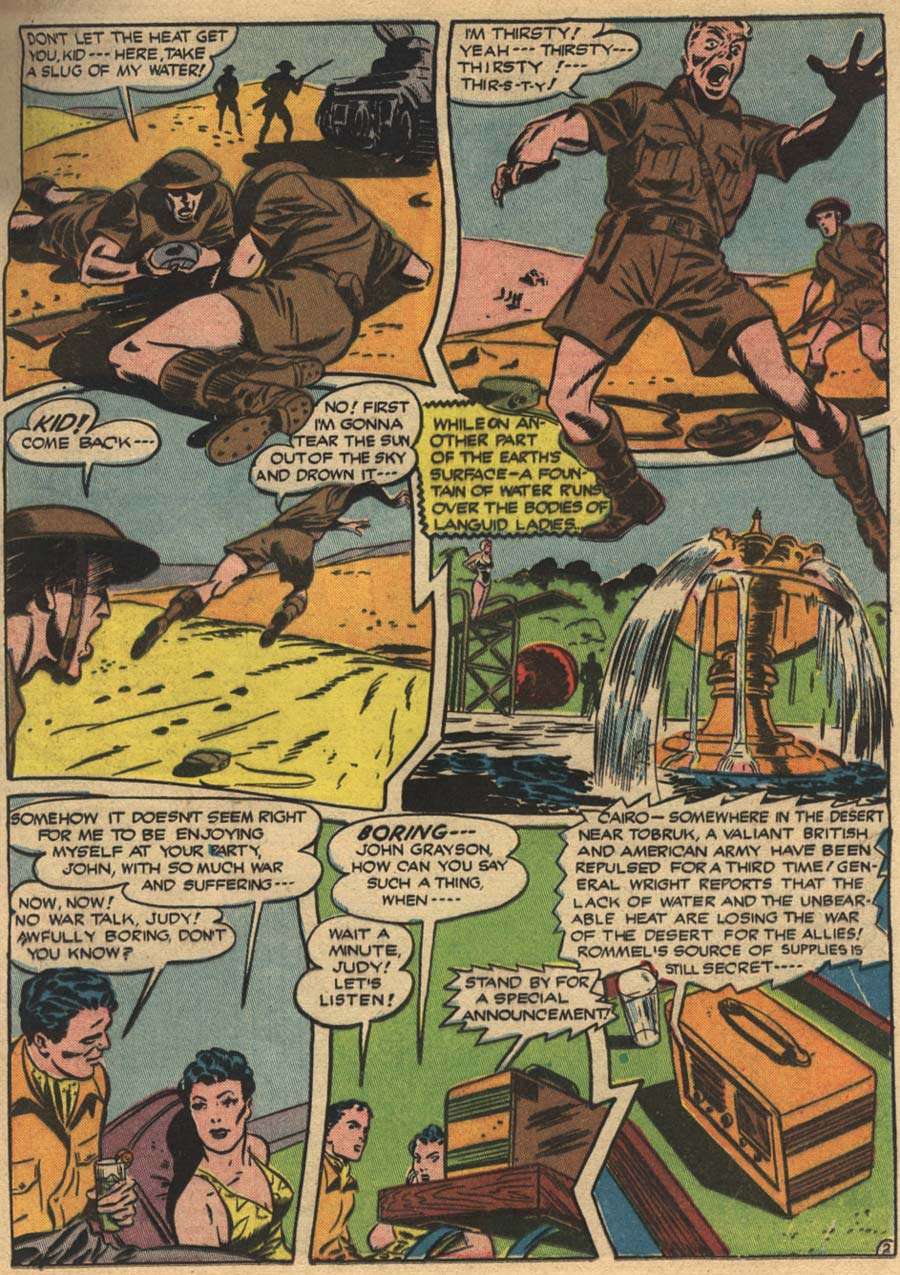 DON'T LET THE HEAT GET
YOU, KID --- HERE, TAKE
A SLUG OF MY WATER!
I'M THIRSTY!
YEAH --- THIRSTY---
THIRSTY !---
THIR-S-T-Y!
KID!
COME BACK ---
NO! FIRST
I'M GONNA
TEAR THE SUN
OUT OF THE SKY
AND DROWN IT---
WHILE ON AN-
OTHER PART
OF THE EARTH'S
SURFACE-A FOUN-
TAIN OF WATER RUNS
OVER THE BODIES OF
LANGUID LADIES...
SOMEHOW IT DOESN'T SEEM RIGHT
FOR ME TO BE ENJOYING
MYSELF AT YOUR PARTY,
JOHN, WITH SO MUCH WAR
AND SUFFERING---
NOW, NOW!
NO WAR TALK, JUDY!
AWFULLY BORING, DON'T
YOU KNOW?
BORING---
JOHN GRAYSON,
HOW CAN YOU SAY
SUCH A THING,
WHEN ----
WAIT A
MINUTE,
JUDY!
LET'S
LISTEN!
STAND BY FOR
A SPECIAL
ANNOUNCEMENT!
CAIRO- SOMEWHERE IN THE DESERT
NEAR TOBRUK, A VALIANT BRITISH
AND AMERICAN ARMY HAVE BEEN
REPULSED FOR A THIRD TIME! GEN-
ERAL WRIGHT REPORTS THAT THE
LACK OF WATER AND THE UNBEAR-
ABLE HEAT ARE LOSING THE WAR
OF THE DESERT FOR THE ALLIES!
ROMMEL'S SOURCE OF SUPPLIES IS
STILL SECRET----
2